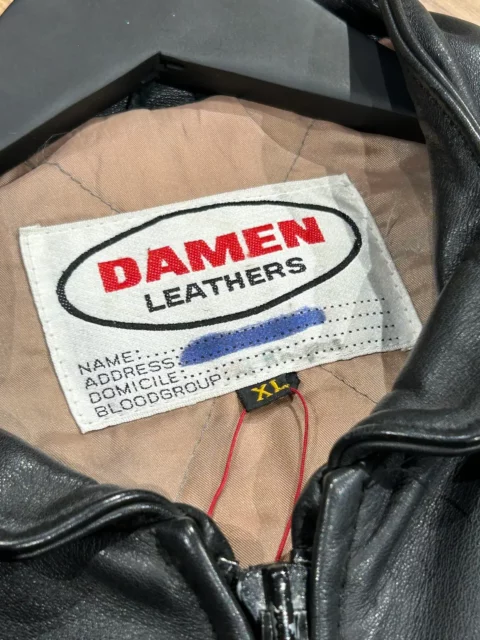 DAMEN
LEATHERS
NAME:
ADDRESS:
DOMICILE:
BLOODGROUP:
XL